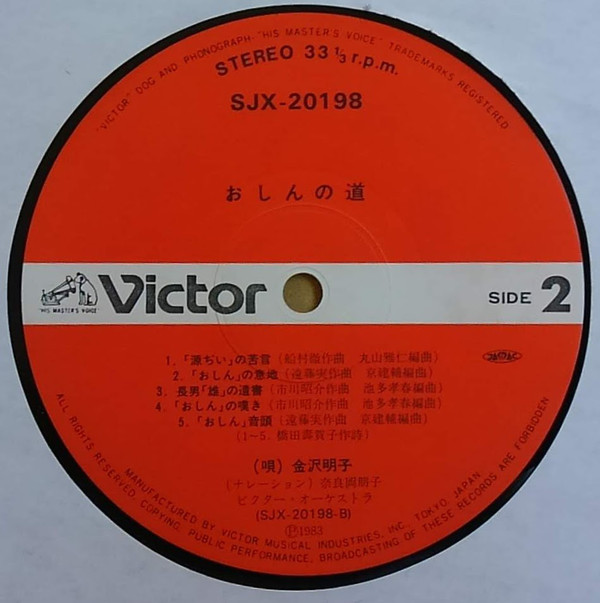 "VICTOR" DOG AND PHONOGRAPH-"HIS MASTER'S VOICE" TRADEMARKS REGISTERED
STEREO 33 1/3 r.p.m.
SJX-20198
おしんの道
"HIS MASTER'S VOICE"
Victor
SIDE 2
JASRAC
1.「源ぢい」の苦言(船村徹作曲 丸山雅仁編曲)
2.「おしん」の意地(遠藤実作曲 京建輔編曲)
3. 長男「雄」の遺書(市川昭介作曲 池多孝春編曲)
4.「おしん」の嘆き(市川昭介作曲 池多孝春編曲)
5.「おしん」音頭(遠藤実作曲 京建輔編曲)
(1~5. 橋田壽賀子作詩)
(唄)金沢明子
(ナレーション)奈良岡朋子
ビクター・オーケストラ
(SJX-20198-B)
Ⓟ1983
MANUFACTURED BY VICTOR MUSICAL INDUSTRIES, INC., TOKYO, JAPAN
ALL RIGHTS RESERVED. COPYING, PUBLIC PERFORMANCE, BROADCASTING OF THESE RECORDS ARE FORBIDDEN